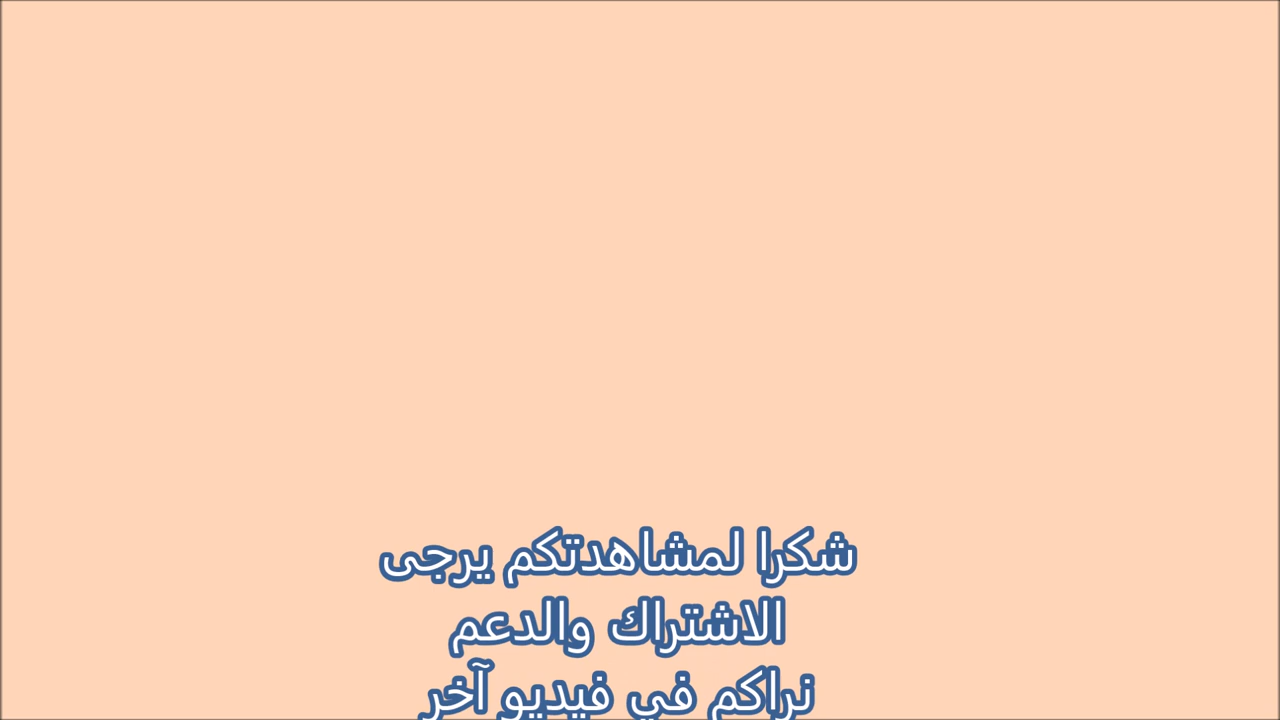 شكرا لمشاهدتكم يرجى
الاشتراك والدعم
نراكم في فيديو آخر